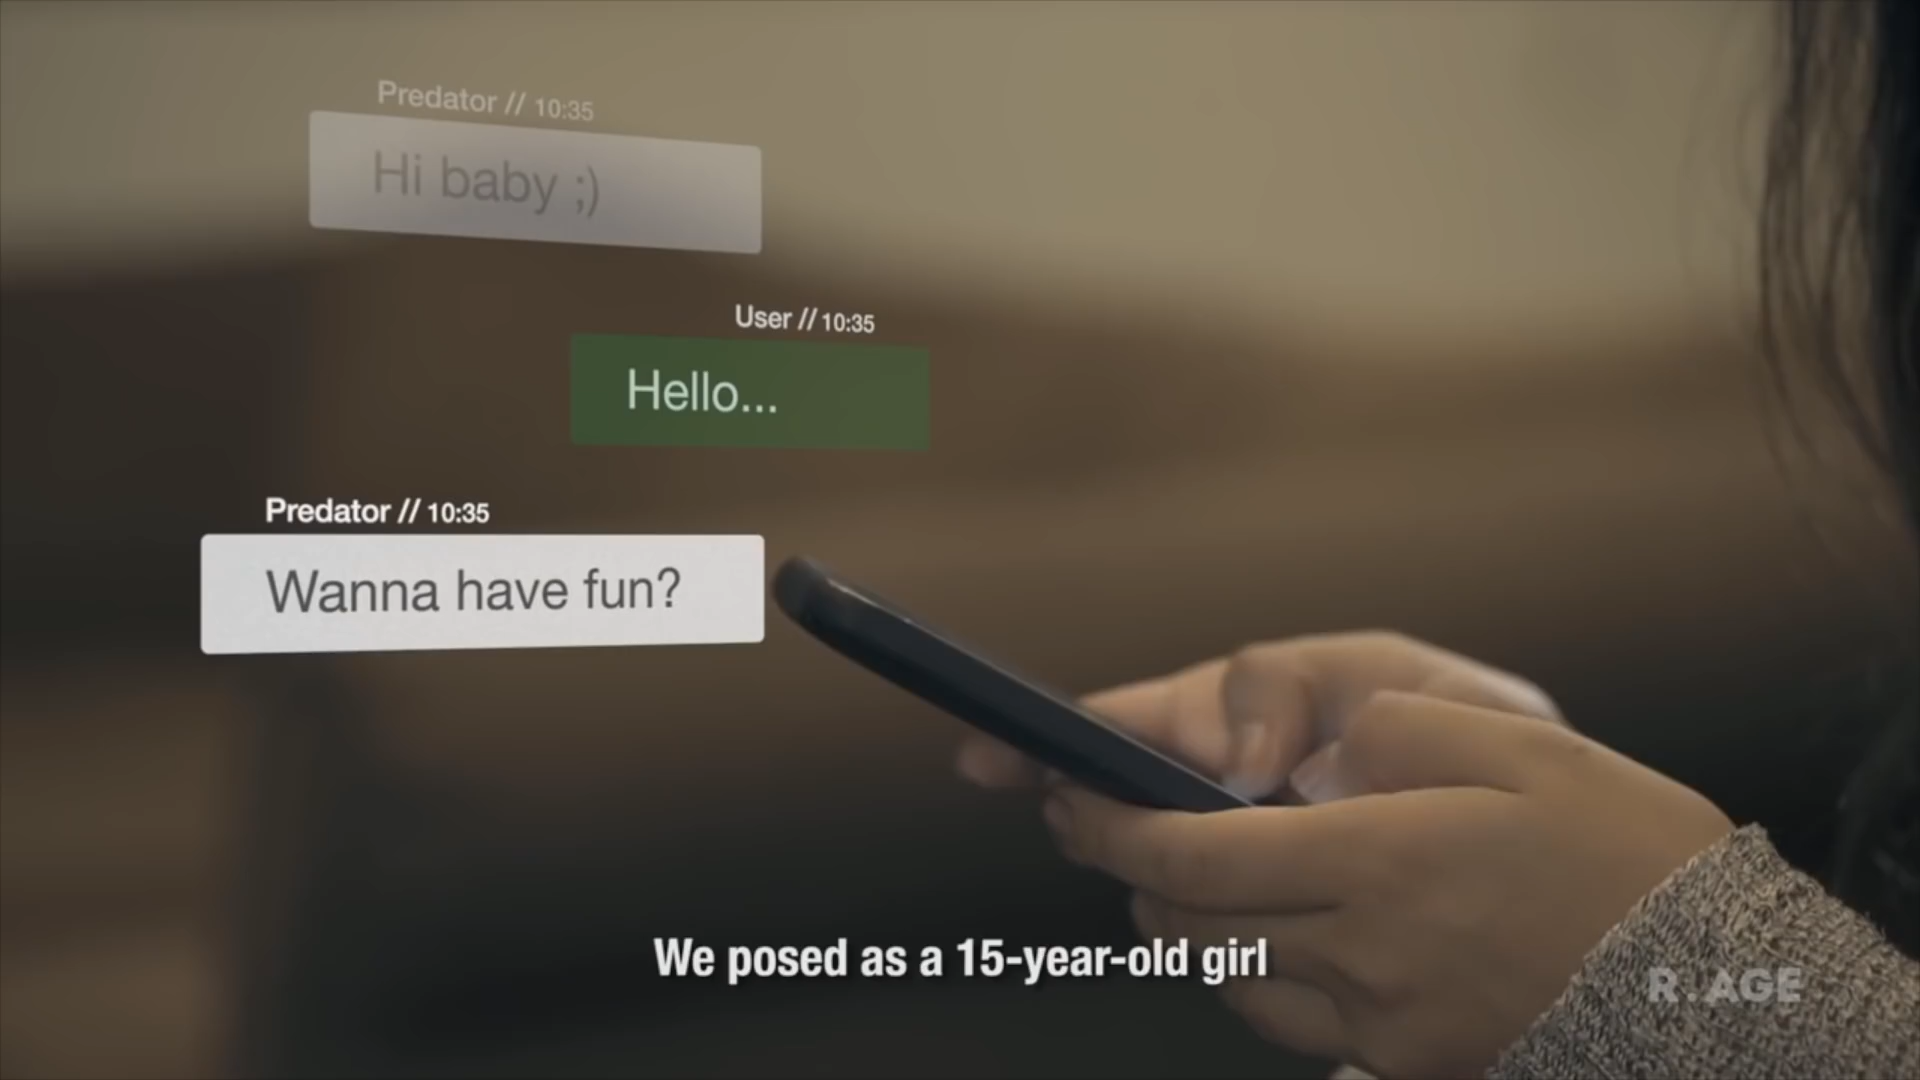 Predator // 10:35
Hi baby ;)
User // 10:35
Hello...
Predator // 10:35
Wanna have fun?
We posed as a 15-year-old girl
R.AGE